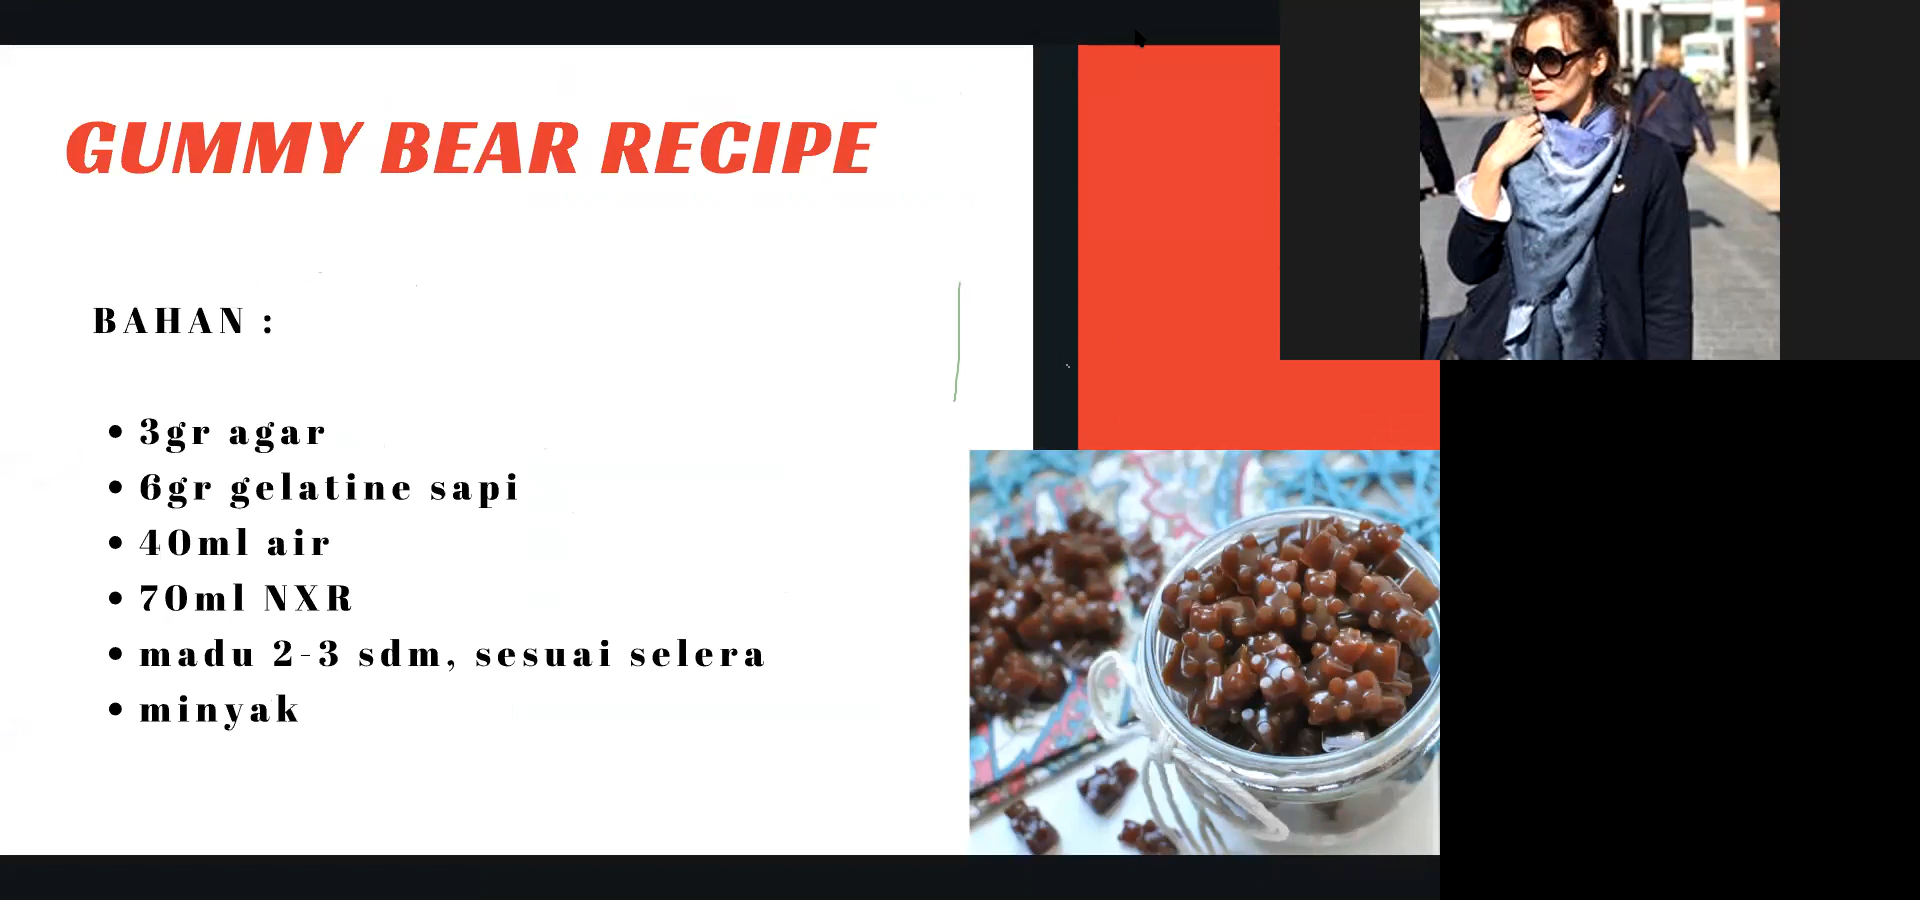 GUMMY BEAR RECIPE
BAHAN :
• 3gr agar
• 6gr gelatine sapi
• 40ml air
• 70ml NXR
• madu 2-3 sdm, sesuai selera
• minyak